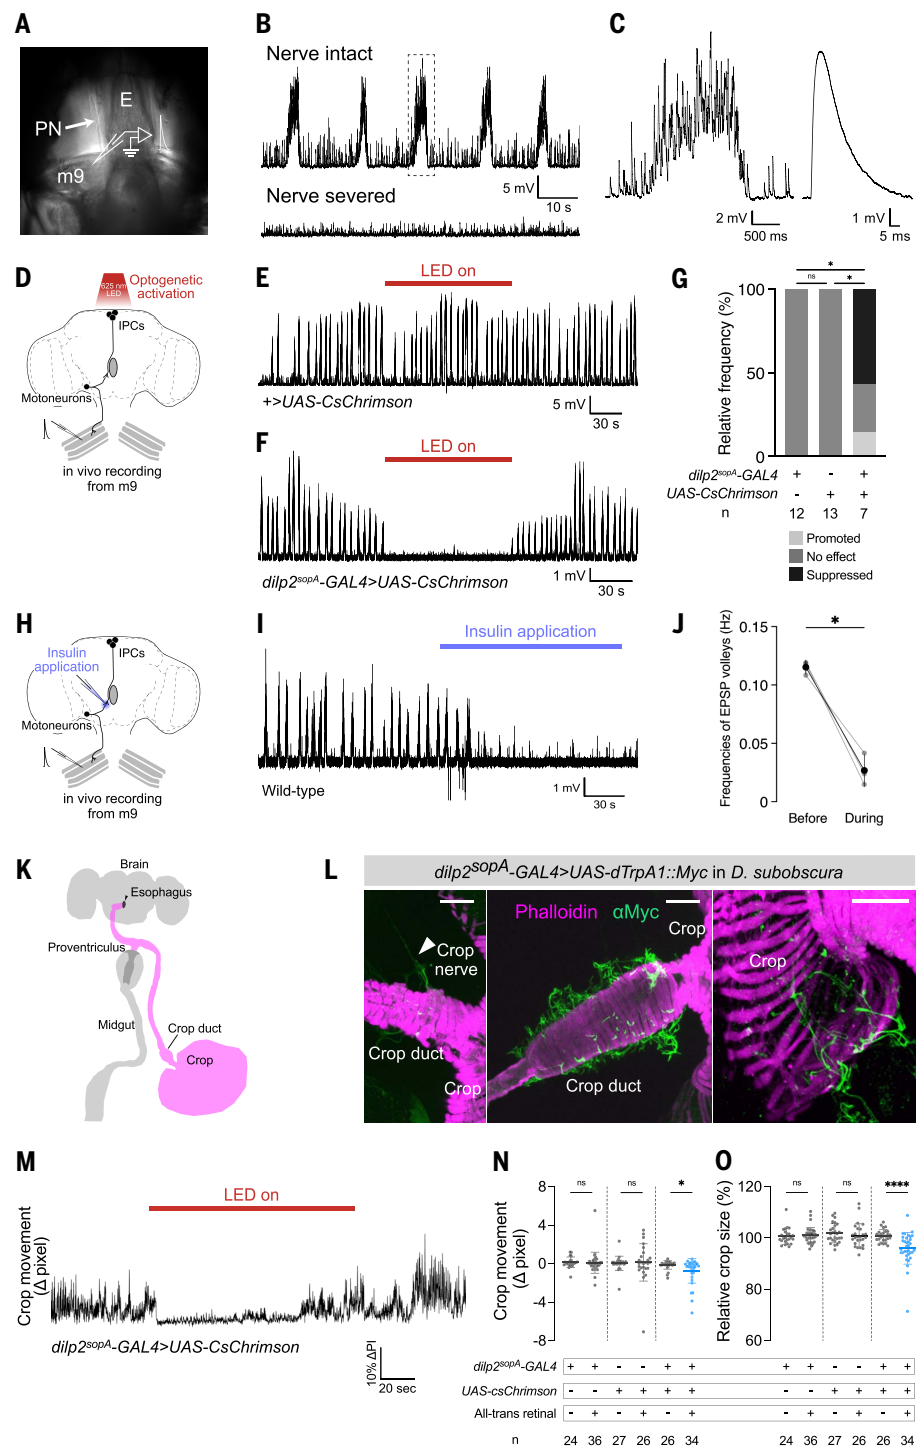 A
E
PN
m9
B
Nerve intact
5 mV
10 s
Nerve severed
C
2 mV
500 ms
1 mV
5 ms
D
625 nm
LED
Optogenetic
activation
IPCs
Motoneurons
in vivo recording
from m9
E
LED on
+>UAS-CsChrimson
5 mV
30 s
F
LED on
dilp2sopA-GAL4>UAS-CsChrimson
1 mV
30 s
G
Relative frequency (%)
100
50
0
*
ns
*
dilp2sopA-GAL4 + - +
UAS-CsChrimson - + +
n 12 13 7
Promoted
No effect
Suppressed
H
Insulin
application
IPCs
Motoneurons
in vivo recording
from m9
I
Insulin application
Wild-type
1 mV
30 s
J
Frequencies of EPSP volleys (Hz)
0.15
0.10
0.05
0
*
Before During
K
Brain
Esophagus
Proventriculus
Midgut
Crop duct
Crop
L
dilp2sopA-GAL4>UAS-dTrpA1::Myc in D. subobscura
Crop
nerve
Crop duct
Crop
Phalloidin αMyc
Crop
Crop duct
Crop
M
LED on
Crop movement
(Δ pixel)
dilp2sopA-GAL4>UAS-CsChrimson
10% ΔPI
20 sec
N
Crop movement
(Δ pixel)
8
4
0
-4
-8
ns
ns
*
O
Relative crop size (%)
120
100
80
60
ns
ns
****
dilp2sopA-GAL4 + + - - + + + + - - + +
UAS-csChrimson - - + + + + - - + + + +
All-trans retinal - + - + - + - + - + - +
n 24 36 27 26 26 34 24 36 27 26 26 34